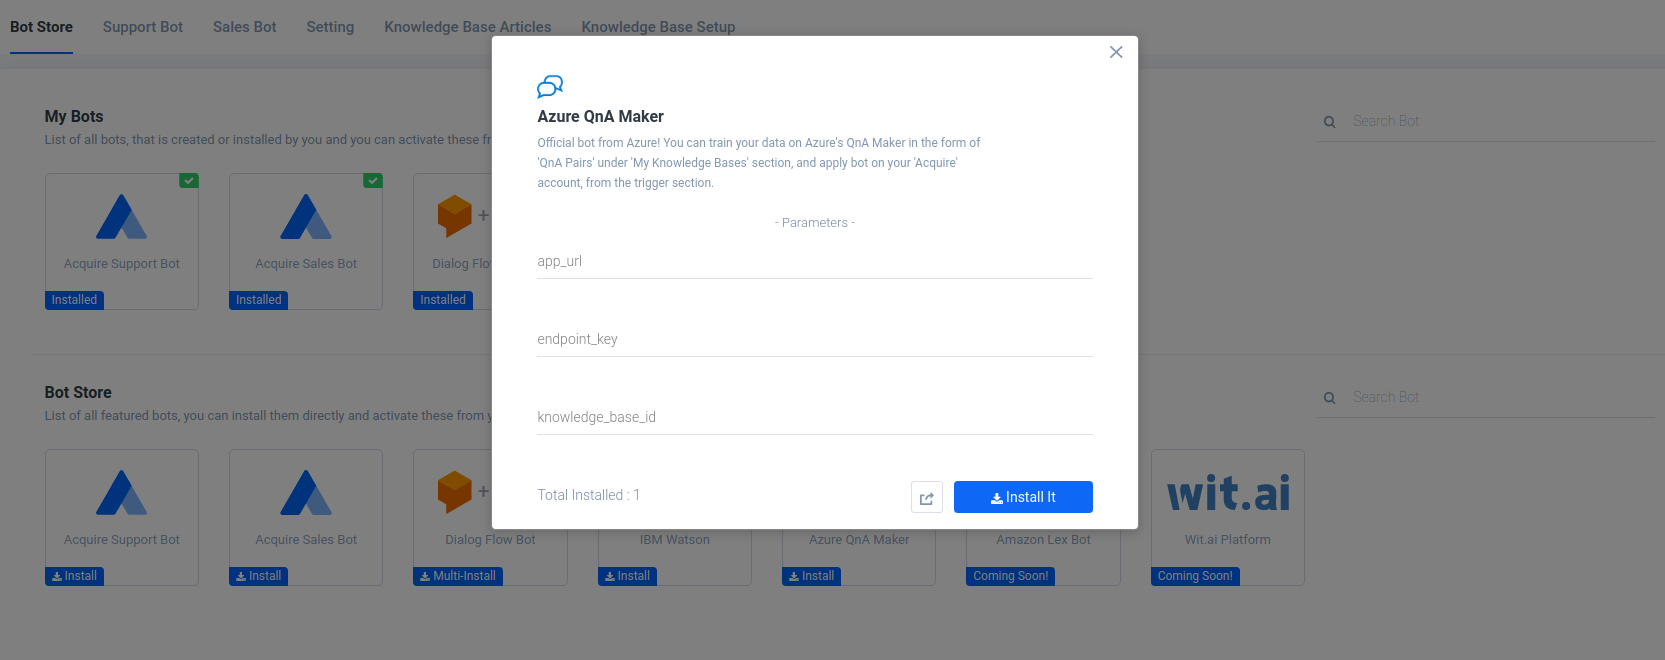 Bot Store
Support Bot
Sales Bot
Setting
Knowledge Base Articles
Knowledge Base Setup
Azure QnA Maker
Official bot from Azure! You can train your data on Azure's QnA Maker in the form of
'QnA Pairs' under 'My Knowledge Bases' section, and apply bot on your 'Acquire'
account, from the trigger section.
- Parameters -
app_url
endpoint_key
knowledge_base_id
Total Installed : 1
Install It
My Bots
List of all bots, that is created or installed by you and you can activate these
Search Bot
Acquire Support Bot
Installed
Acquire Sales Bot
Installed
+
Dialog
Installed
Bot Store
List of all featured bots, you can install them directly and activate these from
Search Bot
Acquire Support Bot
Install
Acquire Sales Bot
Install
+
Dialog Flow Bot
Multi-Install
IBM Watson
Install
Azure QnA Maker
Install
Amazon Lex Bot
Coming Soon!
wit.ai
Wit.ai Platform
Coming Soon!